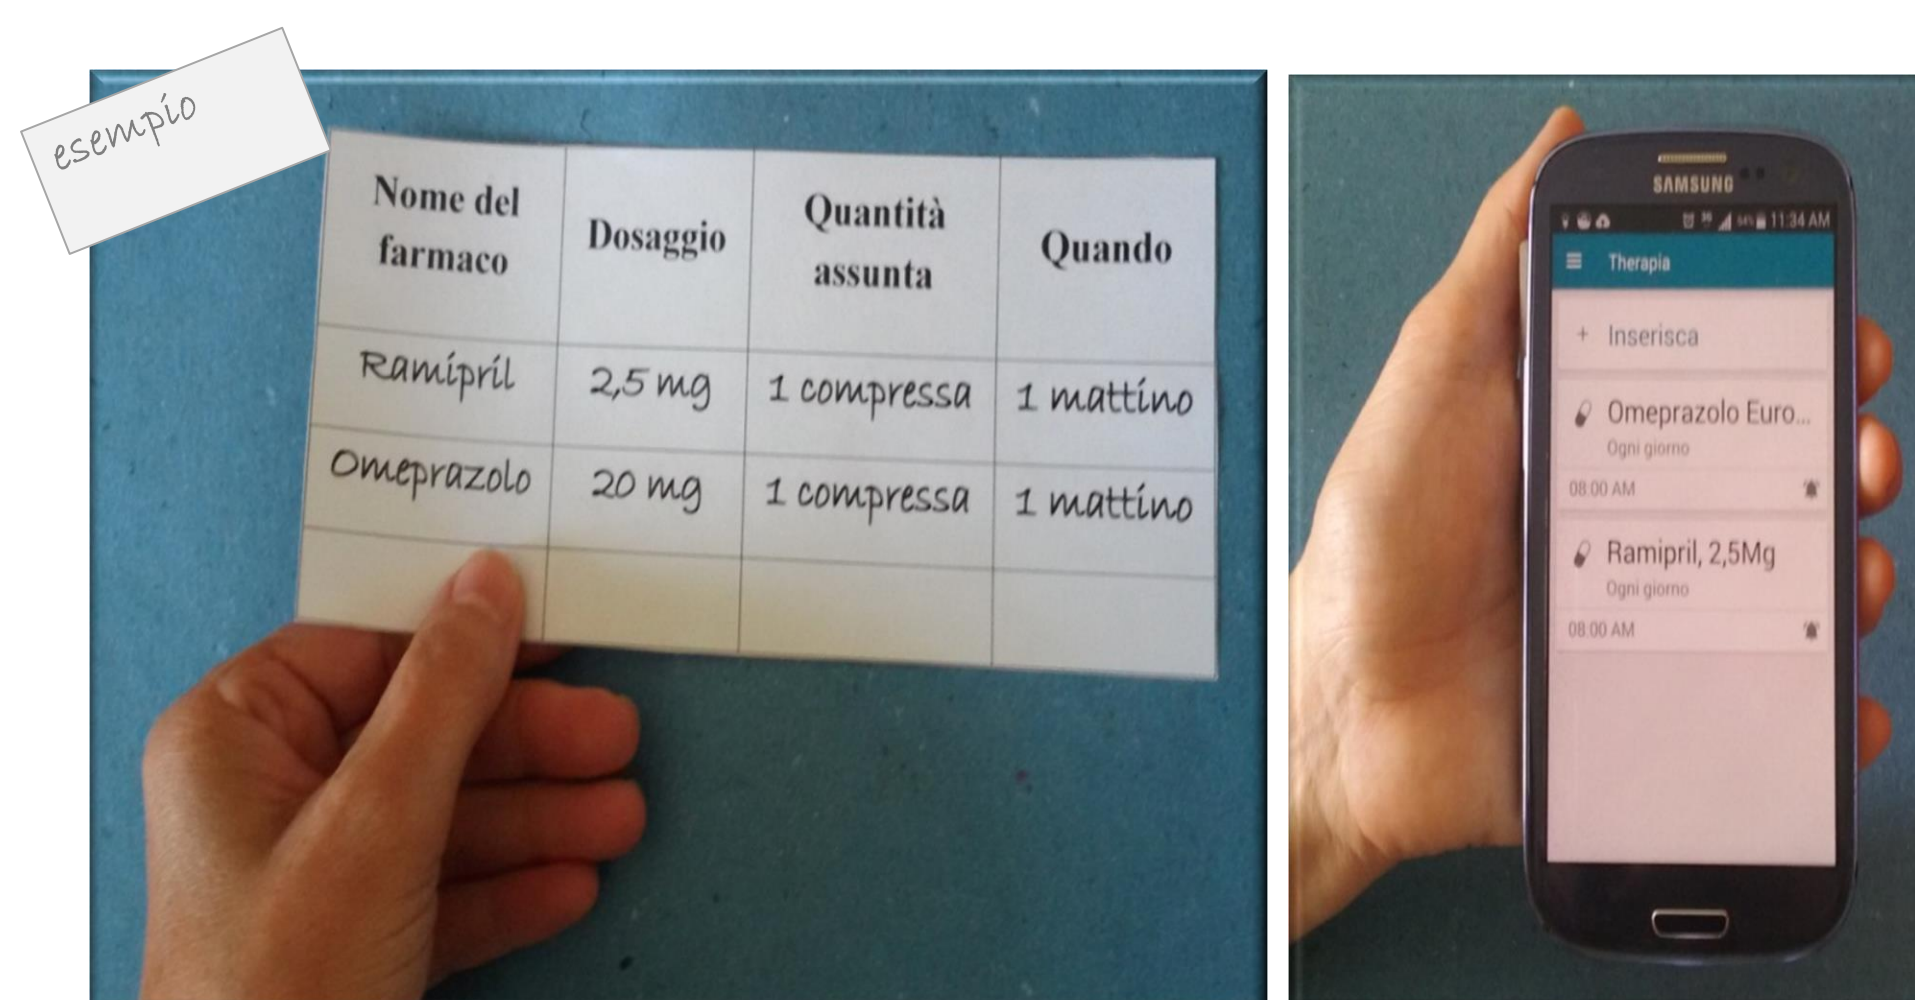 esempio
Nome del
farmaco
Dosaggio
Quantità
assunta
Quando
Ramipril
2,5 mg
1 compressa
1 mattino
Omeprazolo
20 mg
1 compressa
1 mattino
SAMSUNG
11:34 AM
Therapia
+ Inserisca
Omeprazolo Euro...
Ogni giorno
08:00 AM
Ramipril, 2,5Mg
Ogni giorno
08:00 AM